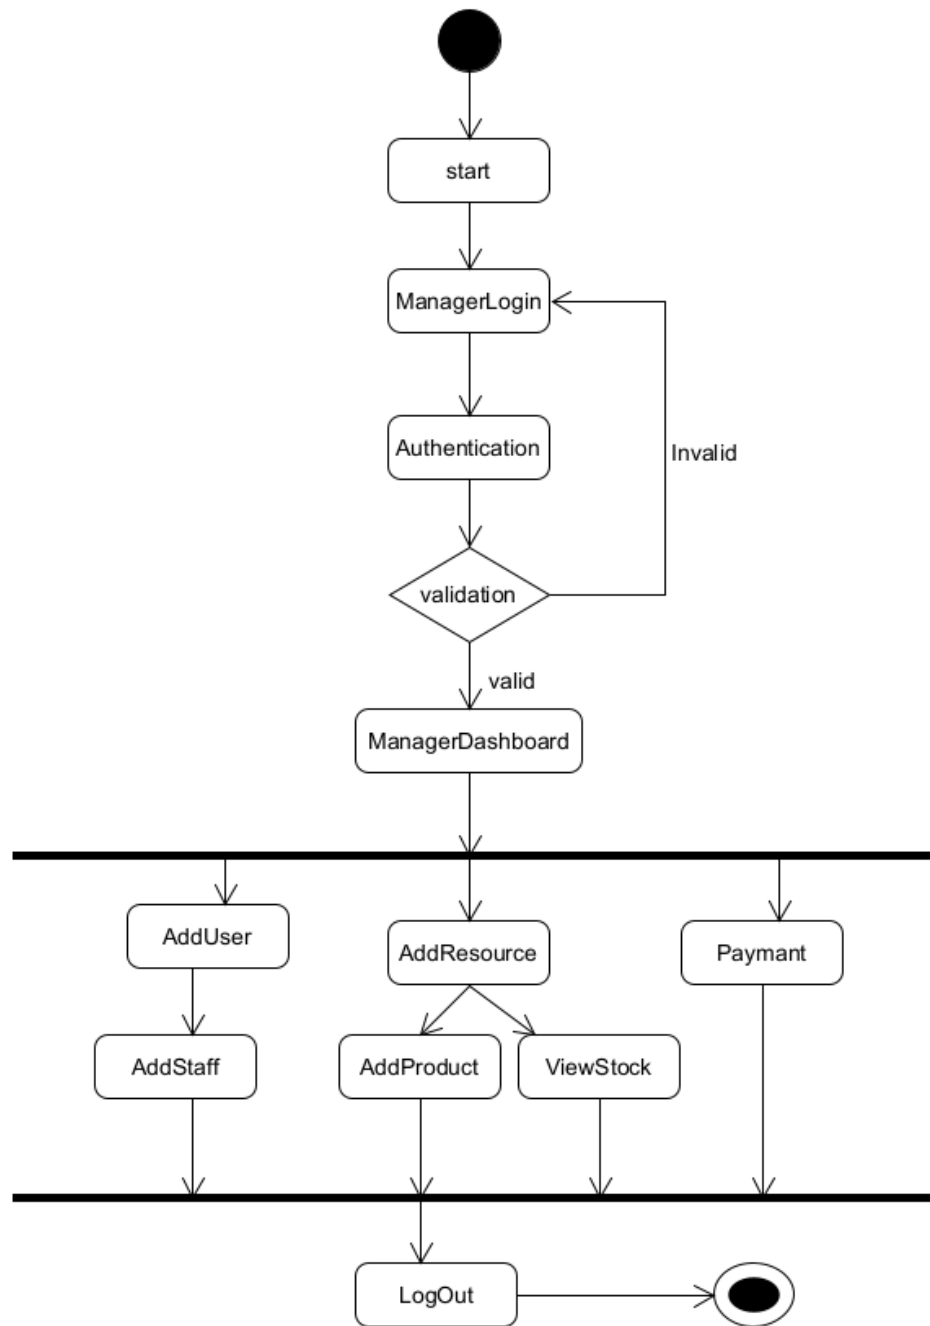 start
ManagerLogin
Authentication
Invalid
validation
valid
ManagerDashboard
AddUser
AddResource
Paymant
AddStaff
AddProduct
ViewStock
LogOut